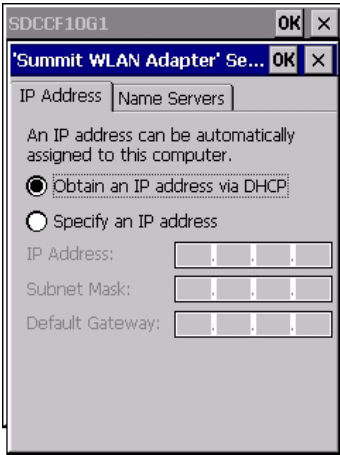 SDCCF10G1 OK ×
'Summit WLAN Adapter' Se... OK ×
IP Address Name Servers
An IP address can be automatically
assigned to this computer.
Obtain an IP address via DHCP
Specify an IP address
IP Address: . . .
Subnet Mask: . . .
Default Gateway: . . .